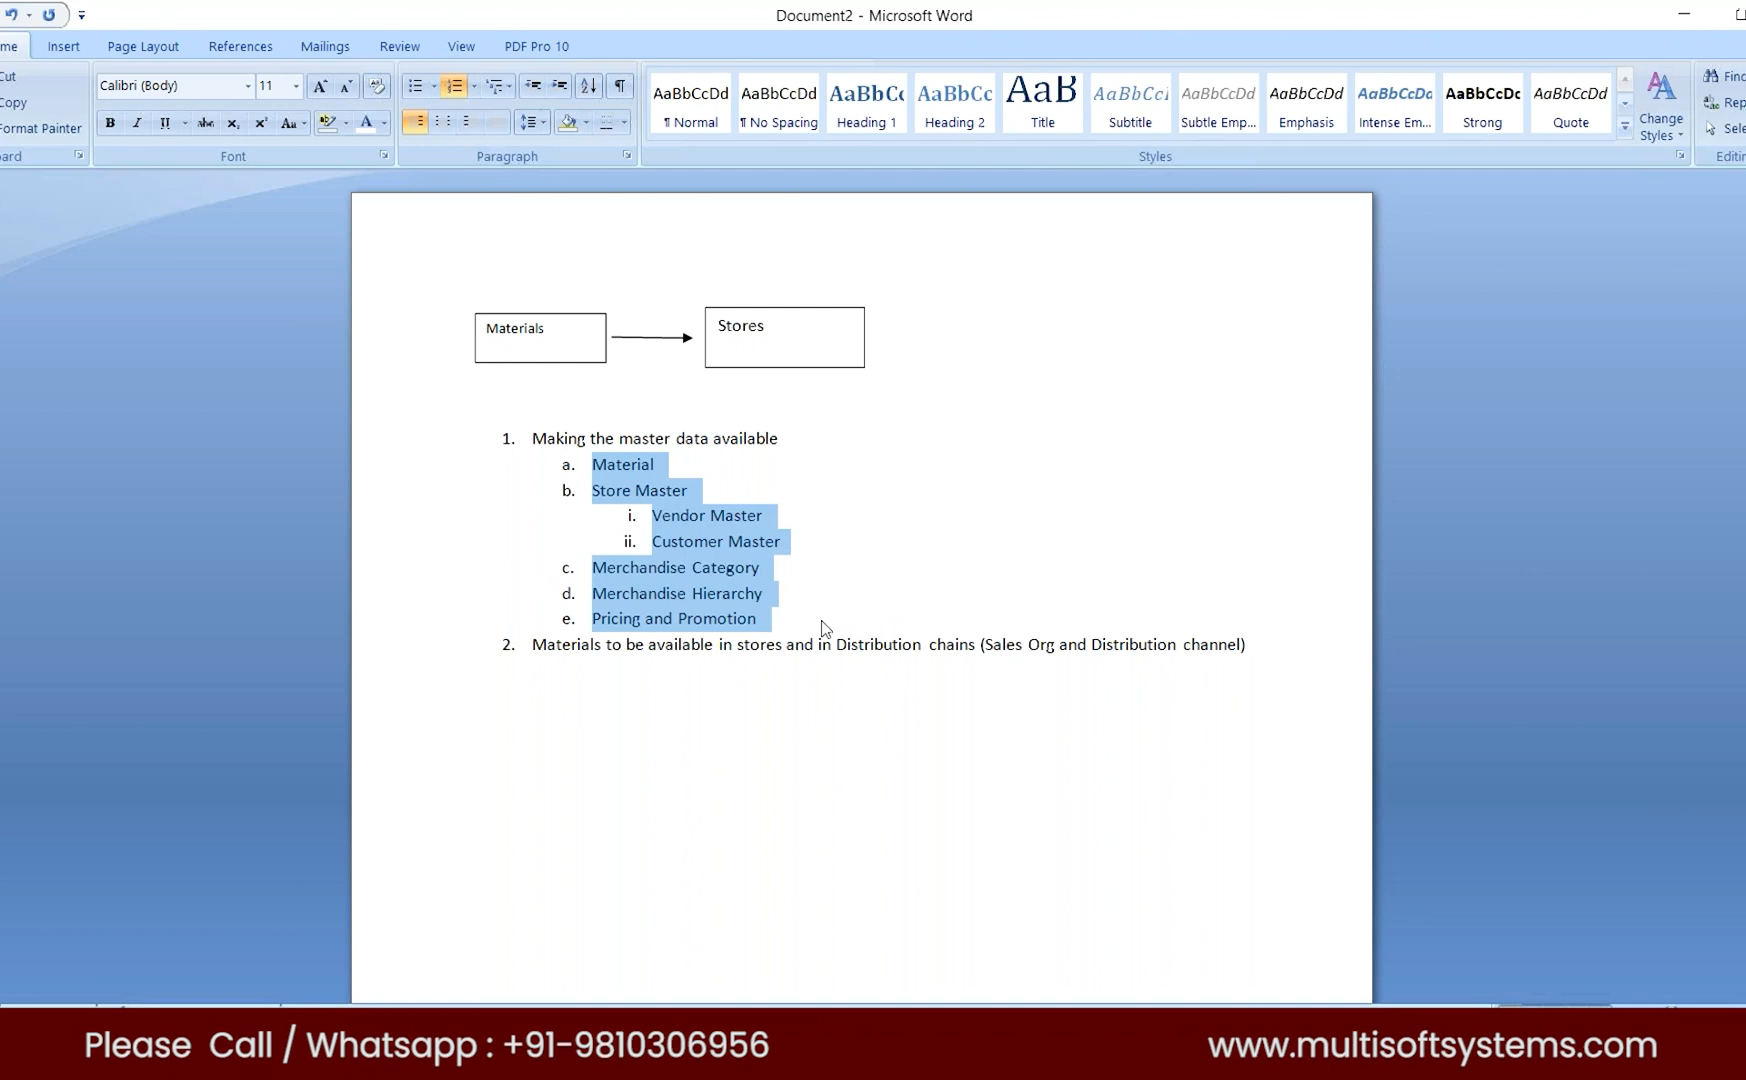 Document2 - Microsoft Word
me Insert Page Layout References Mailings Review View PDF Pro 10
Cut
Copy
Format Painter
Calibri (Body) 11
Font
Paragraph
AaBbCcDd AaBbCcDd AaBbCc AaBbCc AaB AaBbCcl AaBbCcDd AaBbCcDd AaBbCcDd AaBbCcDc AaBbCcDd
¶ Normal ¶ No Spacing Heading 1 Heading 2 Title Subtitle Subtle Emp... Emphasis Intense Em... Strong Quote
Styles
Change
Styles
Find
Rep
Sele
Editin
Materials
Stores
1. Making the master data available
a. Material
b. Store Master
i. Vendor Master
ii. Customer Master
c. Merchandise Category
d. Merchandise Hierarchy
e. Pricing and Promotion
2. Materials to be available in stores and in Distribution chains (Sales Org and Distribution channel)
Please Call / Whatsapp : +91-9810306956
www.multisoftsystems.com